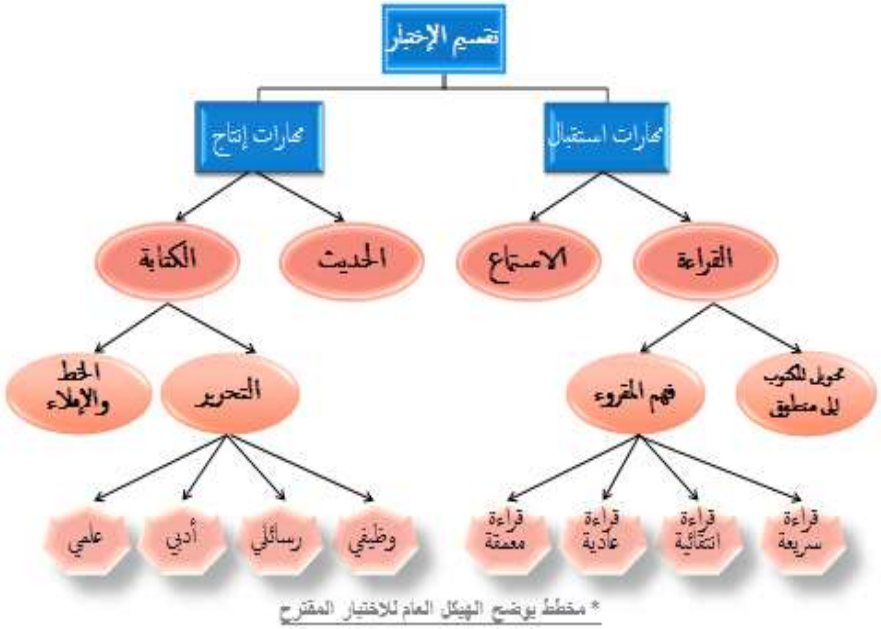 تقسيم الإختبار
مهارات استقبال
مهارات إنتاج
القراءة
الاستماع
الحديث
الكتابة
تحويل المكتوب
إلى منطوق
فهم المقروء
التحرير
الخط
والإملاء
قراءة
سريعة
قراءة
انتقائية
قراءة
عادية
قراءة
معمقة
وظيفي
رسائلي
أدبي
علمي
* مخطط يوضح الهيكل العام للاختبار المقترح